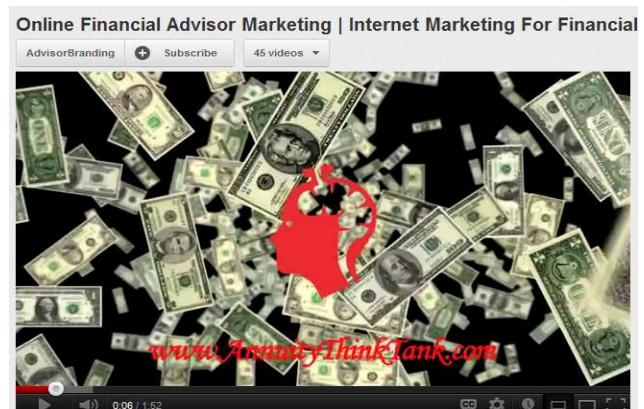 Online Financial Advisor Marketing | Internet Marketing For Financial
AdvisorBranding
Subscribe
45 videos
www.AnnuityThinkTank.com
0:06 / 1:52
CC